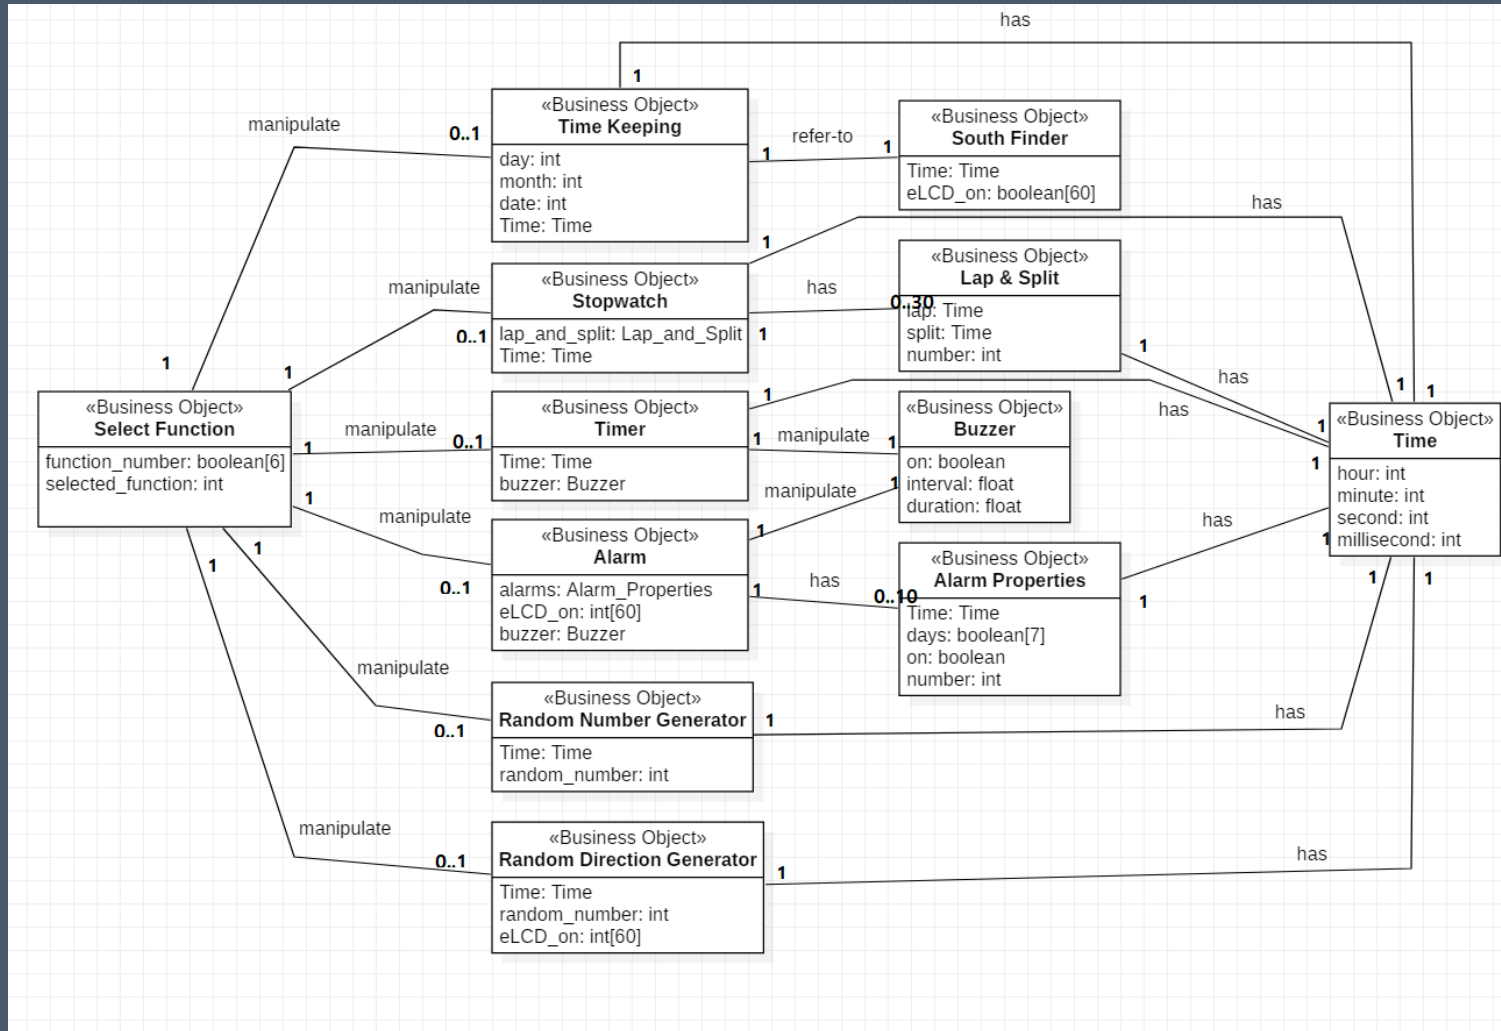 has
1
«Business Object»
Time Keeping
day: int
month: int
date: int
Time: Time
manipulate
0..1
refer-to
1
1
«Business Object»
South Finder
Time: Time
eLCD_on: boolean[60]
has
1
«Business Object»
Stopwatch
lap_and_split: Lap_and_Split
Time: Time
manipulate
0..1
1
1
has
0..30
1
«Business Object»
Lap & Split
lap: Time
split: Time
number: int
1
has
has
1
1
1
1
«Business Object»
Select Function
function_number: boolean[6]
selected_function: int
1
manipulate
0..1
«Business Object»
Timer
Time: Time
buzzer: Buzzer
1
1
manipulate
1
«Business Object»
Buzzer
on: boolean
interval: float
duration: float
manipulate
1
1
«Business Object»
Time
hour: int
minute: int
second: int
millisecond: int
1
1
manipulate
0..1
«Business Object»
Alarm
alarms: Alarm_Properties
eLCD_on: int[60]
buzzer: Buzzer
1
has
0..10
«Business Object»
Alarm Properties
Time: Time
days: boolean[7]
on: boolean
number: int
has
1
1
1
1
1
manipulate
0..1
«Business Object»
Random Number Generator
Time: Time
random_number: int
1
has
manipulate
0..1
«Business Object»
Random Direction Generator
Time: Time
random_number: int
eLCD_on: int[60]
1
has